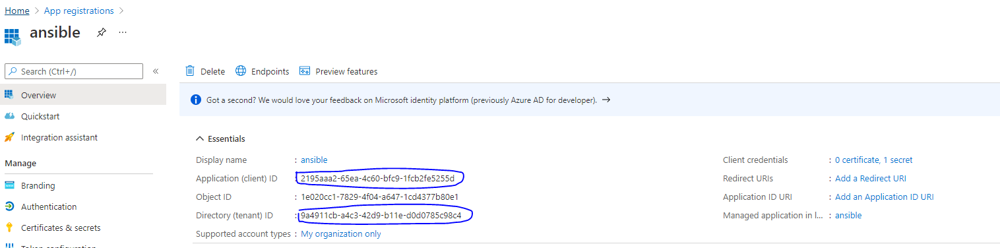 Home > App registrations >
ansible
Search (Ctrl+/)
Overview
Quickstart
Integration assistant
Manage
Branding
Authentication
Certificates & secrets
Token configuration
Delete Endpoints Preview features
Got a second? We would love your feedback on Microsoft identity platform (previously Azure AD for developer). →
Essentials
Display name : ansible
Application (client) ID : 2195aaa2-65ea-4c60-bfc9-1fcb2fe5255d
Object ID : 1e020cc1-7829-4f04-a647-1cd4377b80e1
Directory (tenant) ID : 9a4911cb-a4c3-42d9-b11e-d0d0785c98c4
Supported account types : My organization only
Client credentials : 0 certificate, 1 secret
Redirect URIs : Add a Redirect URI
Application ID URI : Add an Application ID URI
Managed application in l... : ansible